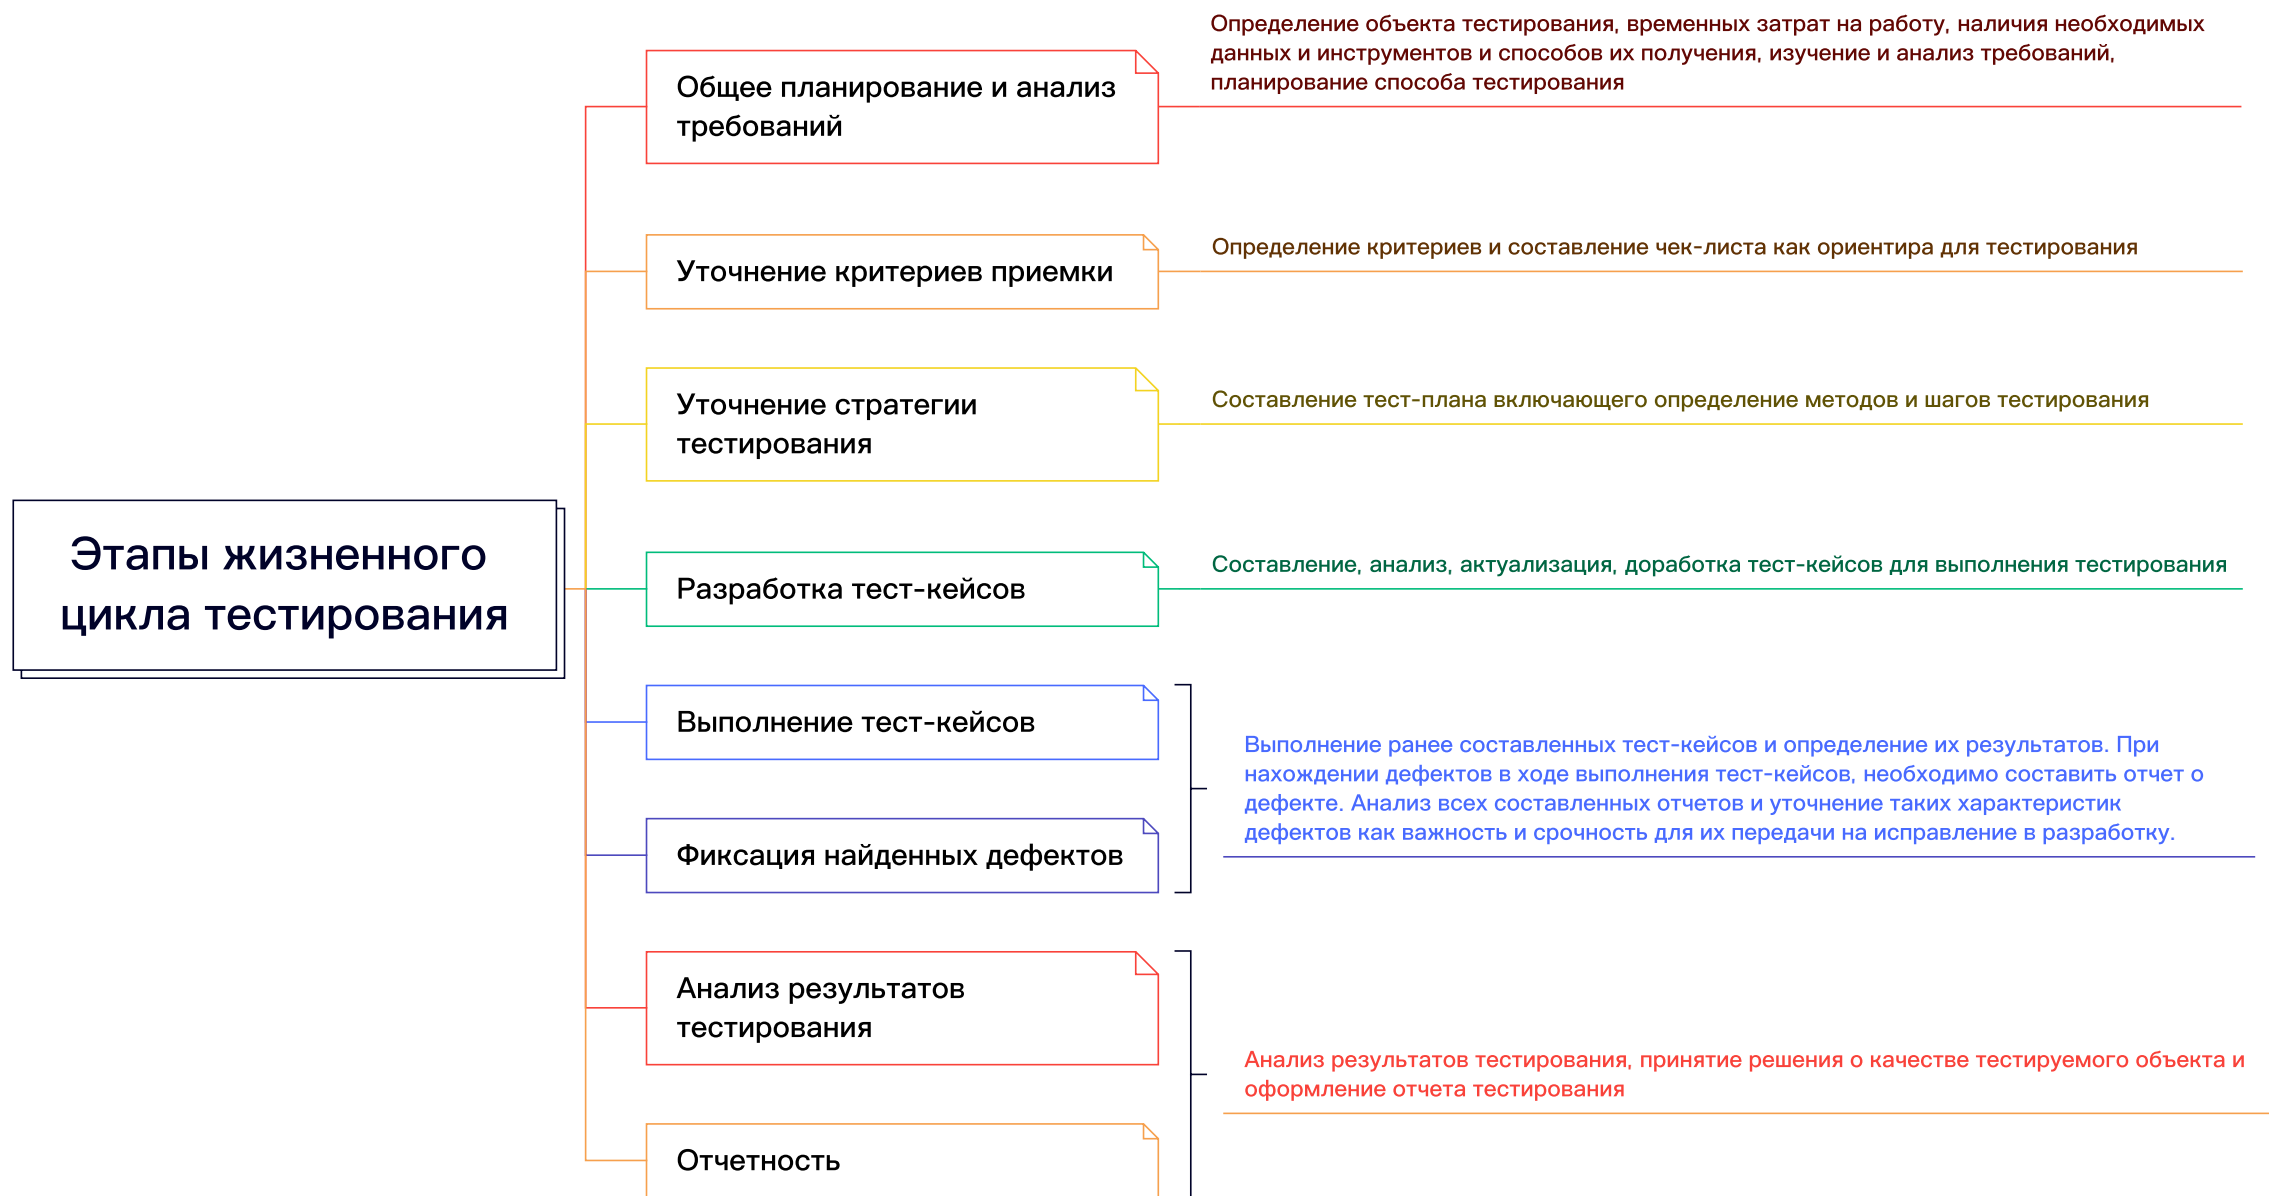 Этапы жизненного
цикла тестирования
Общее планирование и анализ
требований
Определение объекта тестирования, временных затрат на работу, наличия необходимых
данных и инструментов и способов их получения, изучение и анализ требований,
планирование способа тестирования
Уточнение критериев приемки
Определение критериев и составление чек-листа как ориентира для тестирования
Уточнение стратегии
тестирования
Составление тест-плана включающего определение методов и шагов тестирования
Разработка тест-кейсов
Составление, анализ, актуализация, доработка тест-кейсов для выполнения тестирования
Выполнение тест-кейсов
Фиксация найденных дефектов
Выполнение ранее составленных тест-кейсов и определение их результатов. При
нахождении дефектов в ходе выполнения тест-кейсов, необходимо составить отчет о
дефекте. Анализ всех составленных отчетов и уточнение таких характеристик
дефектов как важность и срочность для их передачи на исправление в разработку.
Анализ результатов
тестирования
Отчетность
Анализ результатов тестирования, принятие решения о качестве тестируемого объекта и
оформление отчета тестирования